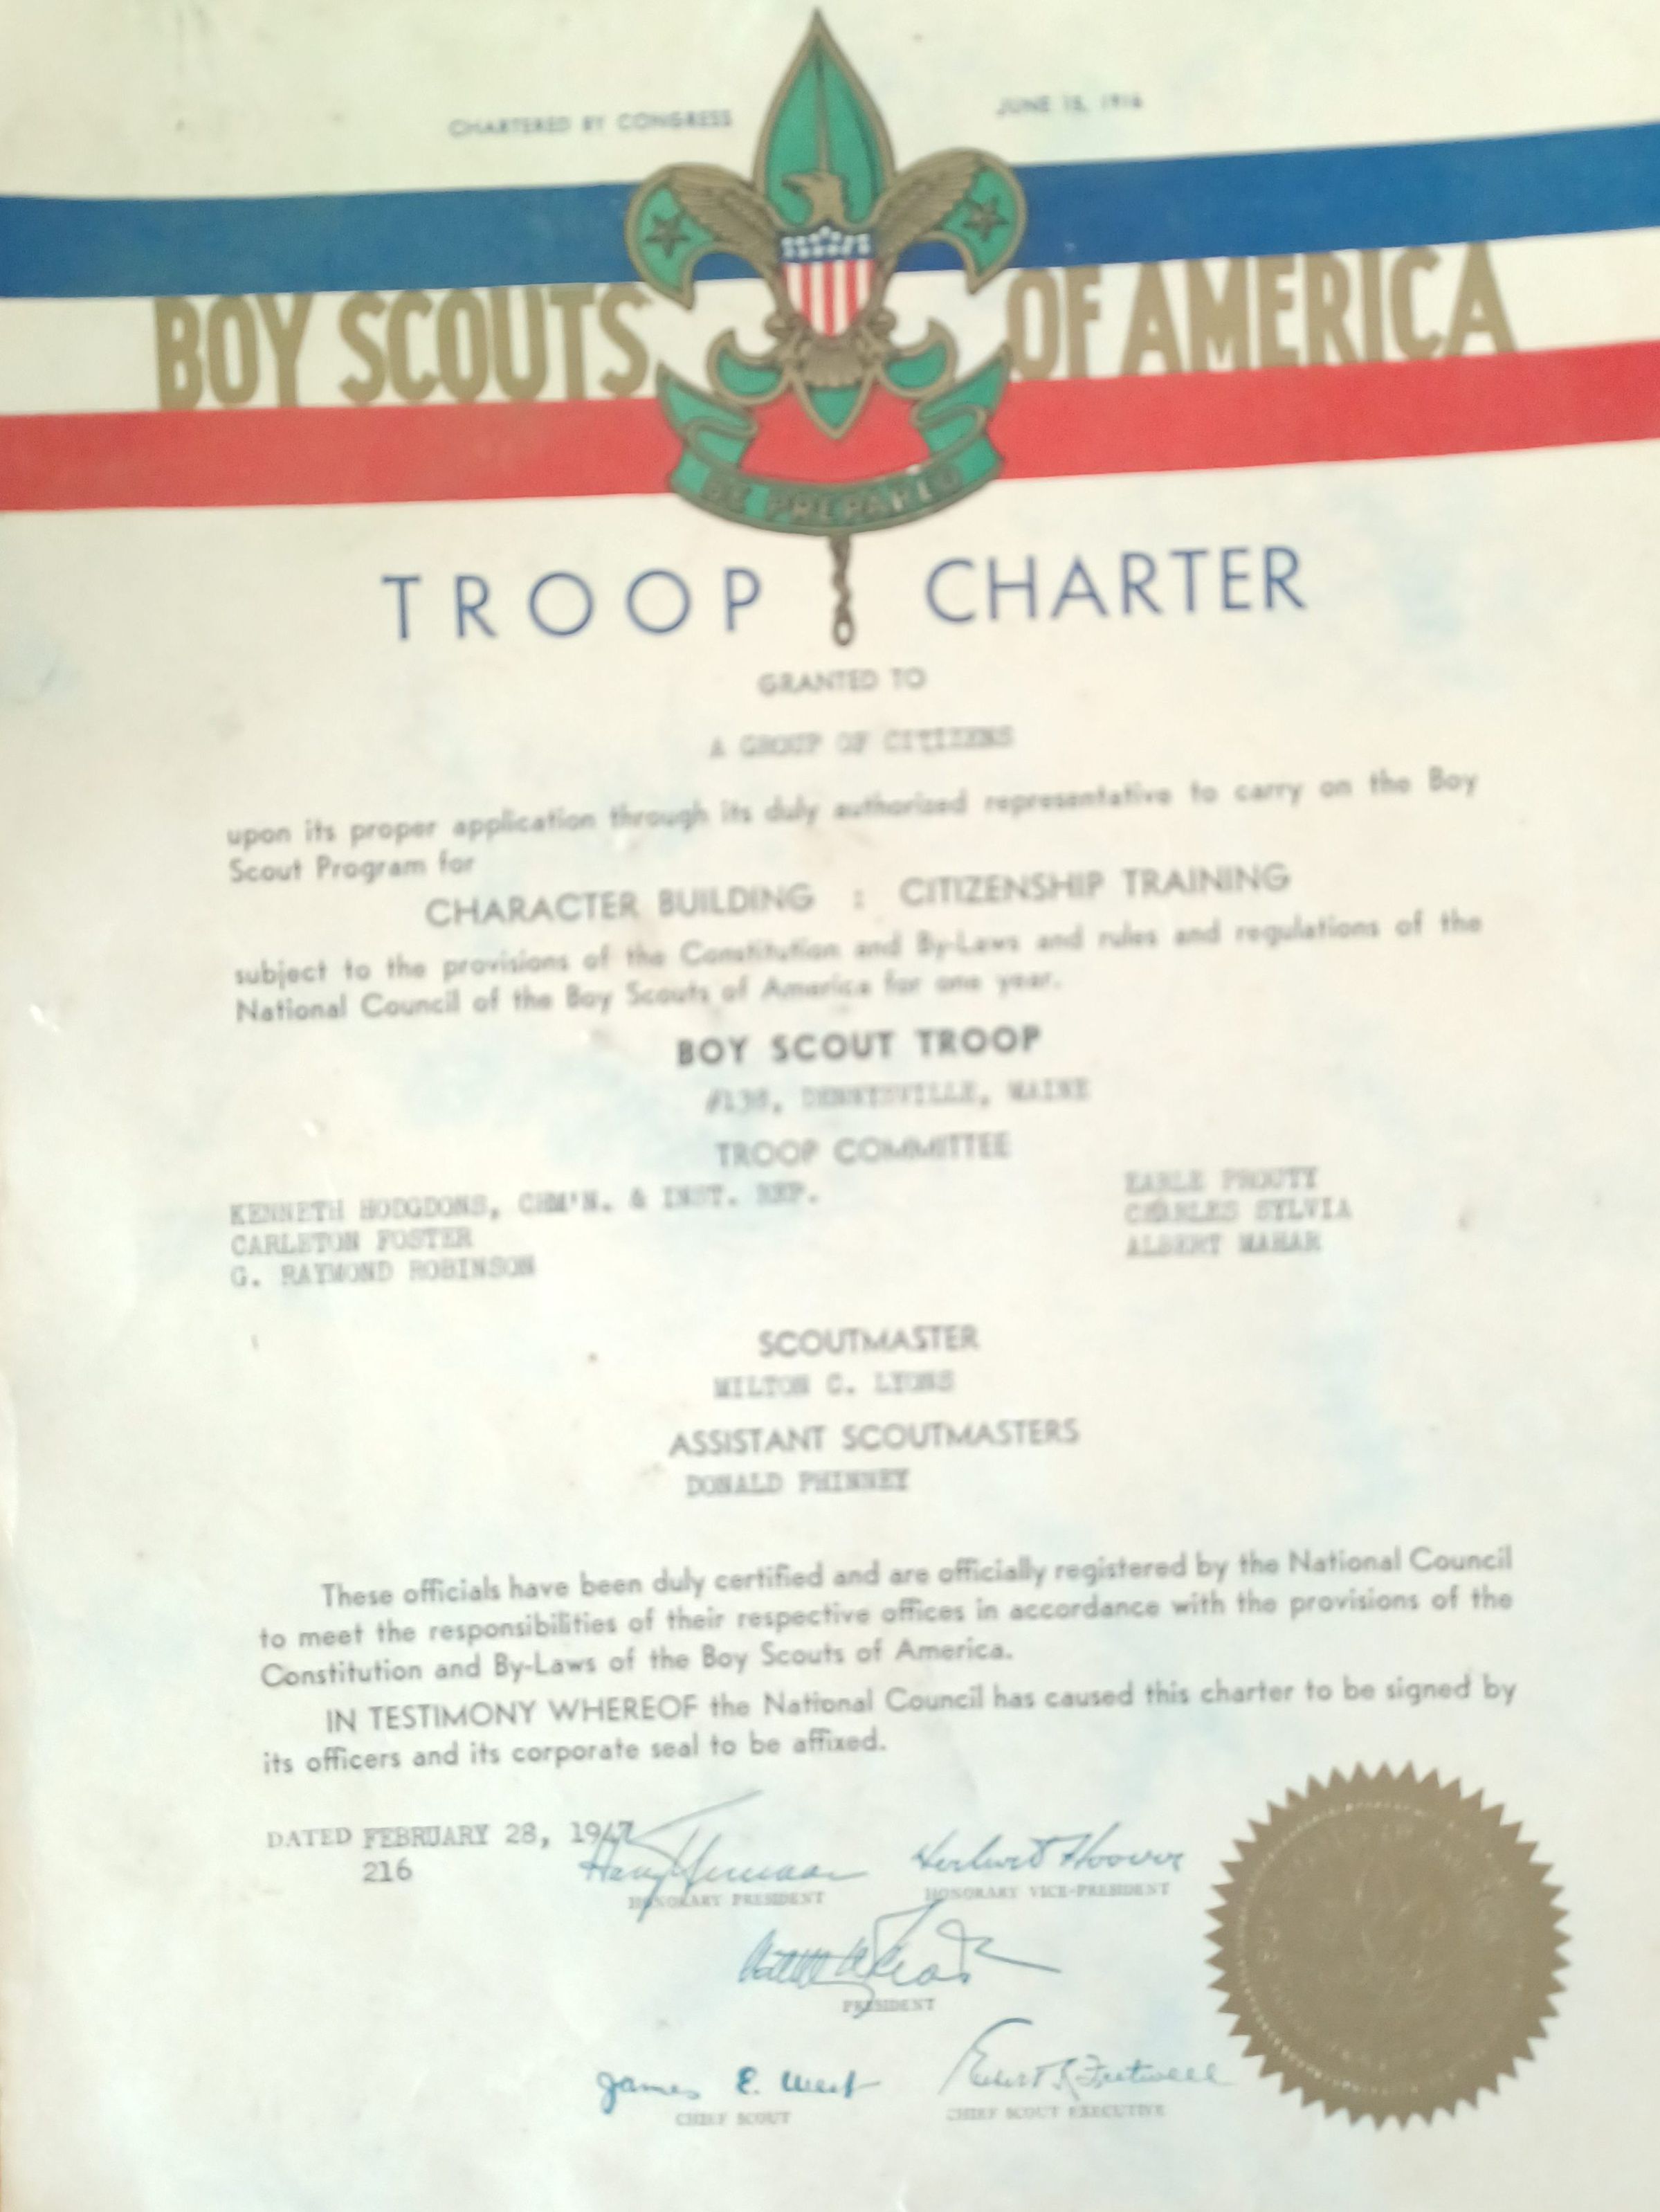 CHARTERED BY CONGRESS JUNE 15, 1916
BOY SCOUTS OF AMERICA
BE PREPARED
TROOP CHARTER
GRANTED TO
A GROUP OF CITIZENS
upon its proper application through its duly authorized representative to carry on the Boy
Scout Program for
CHARACTER BUILDING : CITIZENSHIP TRAINING
subject to the provisions of the Constitution and By-Laws and rules and regulations of the
National Council of the Boy Scouts of America for one year.
BOY SCOUT TROOP
DENNYSVILLE, MAINE
TROOP COMMITTEE
KENNETH HODGDONS, CHM'N. & INST. REP.
CARLETON FOSTER
G. RAYMOND ROBINSON
EARLE PROUTY
CHARLES SYLVIA
ALBERT MAHAR
SCOUTMASTER
MILTON C. LYONS
ASSISTANT SCOUTMASTERS
DONALD PHINNEY
These officials have been duly certified and are officially registered by the National Council
to meet the responsibilities of their respective offices in accordance with the provisions of the
Constitution and By-Laws of the Boy Scouts of America.
IN TESTIMONY WHEREOF the National Council has caused this charter to be signed by
its officers and its corporate seal to be affixed.
DATED FEBRUARY 28, 1947
216
Harry Truman Herbert Hoover
HONORARY PRESIDENT HONORARY VICE-PRESIDENT
PRESIDENT
James E. West Elbert K Fretwell
CHIEF SCOUT CHIEF SCOUT EXECUTIVE